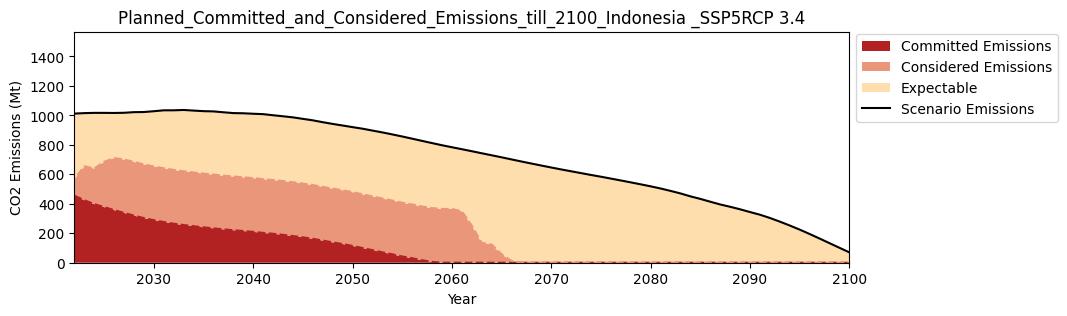 Planned_Committed_and_Considered_Emissions_till_2100_Indonesia _SSP5RCP 3.4
1400
1200
1000
800
600
400
200
0
CO2 Emissions (Mt)
2030 2040 2050 2060 2070 2080 2090 2100
Year
Committed Emissions
Considered Emissions
Expectable
Scenario Emissions